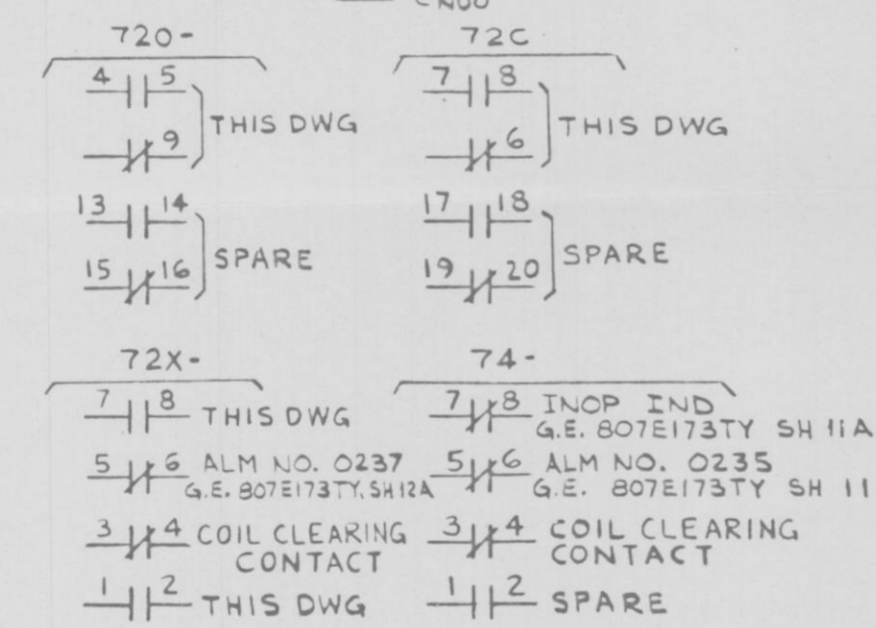 720-
4 5
9
THIS DWG
13 14
15 16
SPARE
72C
7 8
6
THIS DWG
17 18
19 20
SPARE
72X-
7 8 THIS DWG
5 6 ALM NO. 0237
G.E. 807E173TY, SH12A
3 4 COIL CLEARING
CONTACT
1 2 THIS DWG
74-
7 8 INOP IND
G.E. 807E173TY SH 11A
5 6 ALM NO. 0235
G.E. 807E173TY SH 11
3 4 COIL CLEARING
CONTACT
1 2 SPARE